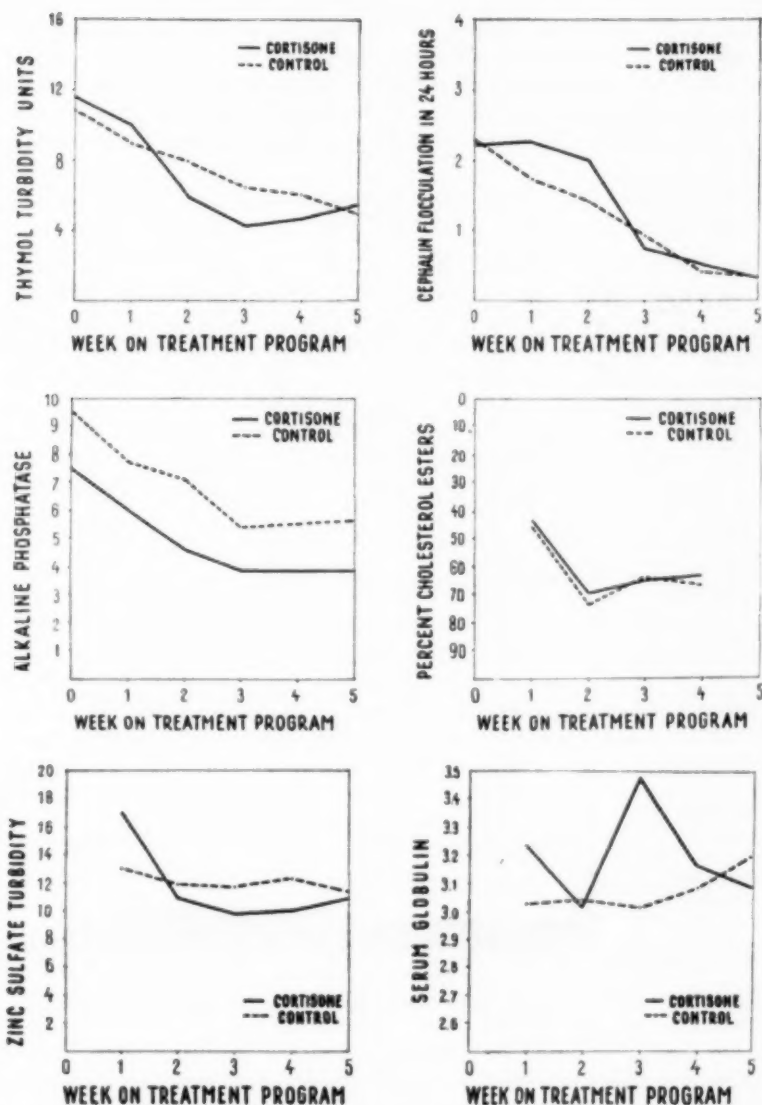 THYMOL TURBIDITY UNITS
16
12
8
4
CORTISONE
CONTROL
0 1 2 3 4 5
WEEK ON TREATMENT PROGRAM
CEPHALIN FLOCCULATION IN 24 HOURS
4
3
2
1
CORTISONE
CONTROL
0 1 2 3 4 5
WEEK ON TREATMENT PROGRAM
ALKALINE PHOSPHATASE
10
9
8
7
6
5
4
3
2
1
CORTISONE
CONTROL
0 1 2 3 4 5
WEEK ON TREATMENT PROGRAM
PERCENT CHOLESTEROL ESTERS
0
10
20
30
40
50
60
70
80
90
CORTISONE
CONTROL
0 1 2 3 4 5
WEEK ON TREATMENT PROGRAM
ZINC SULFATE TURBIDITY
20
18
16
14
12
10
8
6
4
2
CORTISONE
CONTROL
0 1 2 3 4 5
WEEK ON TREATMENT PROGRAM
SERUM GLOBULIN
3.5
3.4
3.3
3.2
3.1
3.0
2.9
2.8
2.7
2.6
CORTISONE
CONTROL
0 1 2 3 4 5
WEEK ON TREATMENT PROGRAM